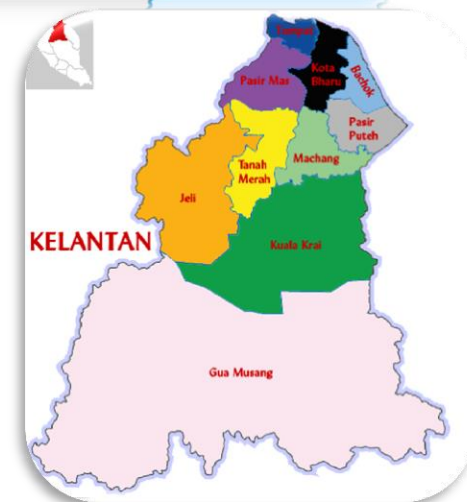 Tumpat
Kota
Bharu
Bachok
Pasir Mas
Pasir
Puteh
Machang
Tanah
Merah
Jeli
KELANTAN
Kuala Krai
Gua Musang